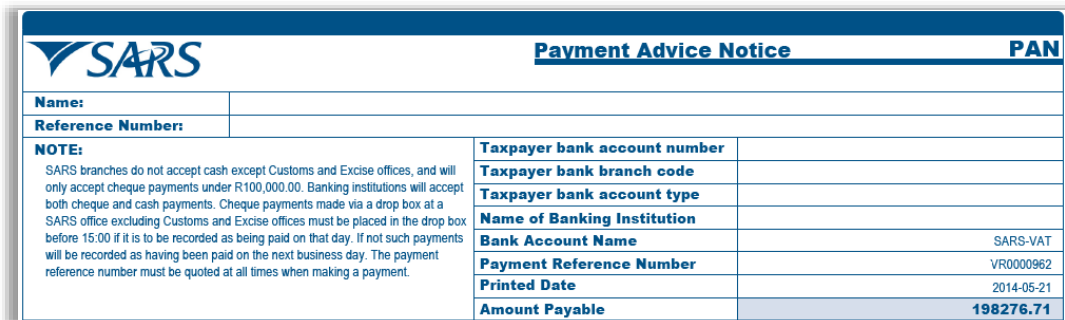 SARS
Payment Advice Notice
PAN
Name:
Reference Number:
NOTE:
SARS branches do not accept cash except Customs and Excise offices, and will
only accept cheque payments under R100,000.00. Banking institutions will accept
both cheque and cash payments. Cheque payments made via a drop box at a
SARS office excluding Customs and Excise offices must be placed in the drop box
before 15:00 if it is to be recorded as being paid on that day. If not such payments
will be recorded as having been paid on the next business day. The payment
reference number must be quoted at all times when making a payment.
Taxpayer bank account number
Taxpayer bank branch code
Taxpayer bank account type
Name of Banking Institution
Bank Account Name SARS-VAT
Payment Reference Number VR0000962
Printed Date 2014-05-21
Amount Payable 198276.71